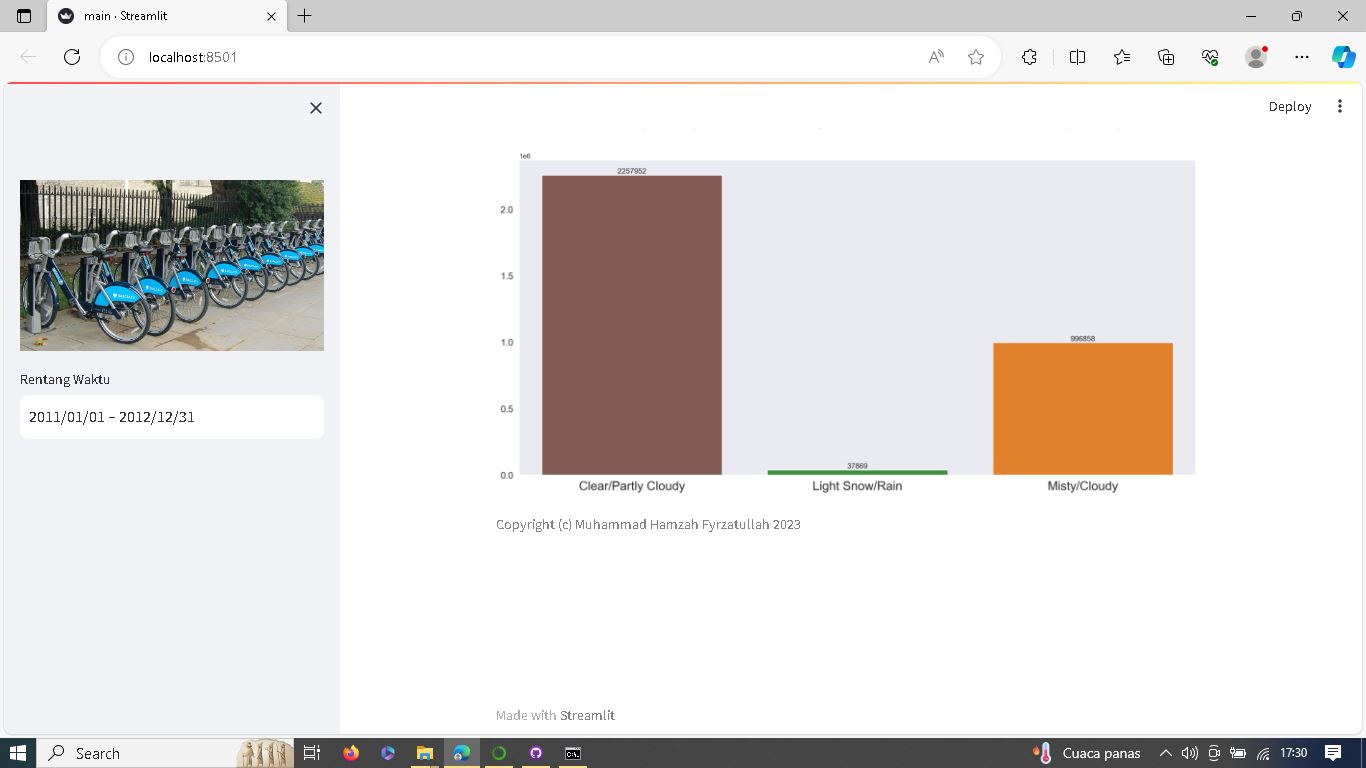 main · Streamlit
localhost:8501
Deploy
Rentang Waktu
2011/01/01 – 2012/12/31
1e6
2257952
2.0
1.5
1.0
996858
0.5
37869
0.0
Clear/Partly Cloudy
Light Snow/Rain
Misty/Cloudy
Copyright (c) Muhammad Hamzah Fyrzatullah 2023
Made with Streamlit
Search
Cuaca panas
17:30